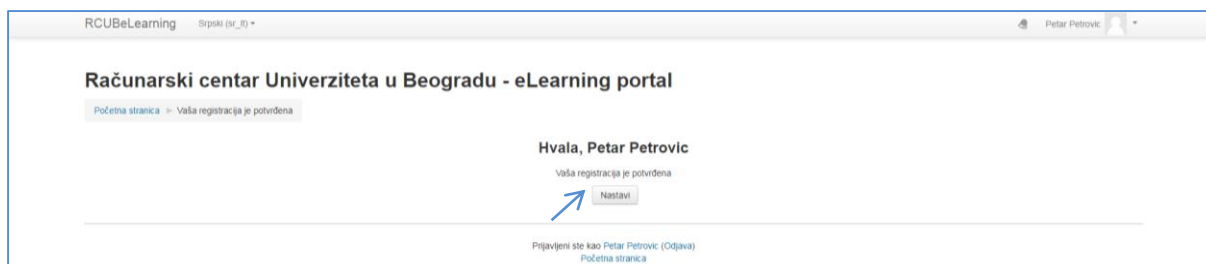 RCUBeLearning Srpski (sr_lt) Petar Petrovic
Računarski centar Univerziteta u Beogradu - eLearning portal
Početna stranica ► Vaša registracija je potvrđena
Hvala, Petar Petrovic
Vaša registracija je potvrđena
Nastavi
Prijavljeni ste kao Petar Petrovic (Odjava)
Početna stranica